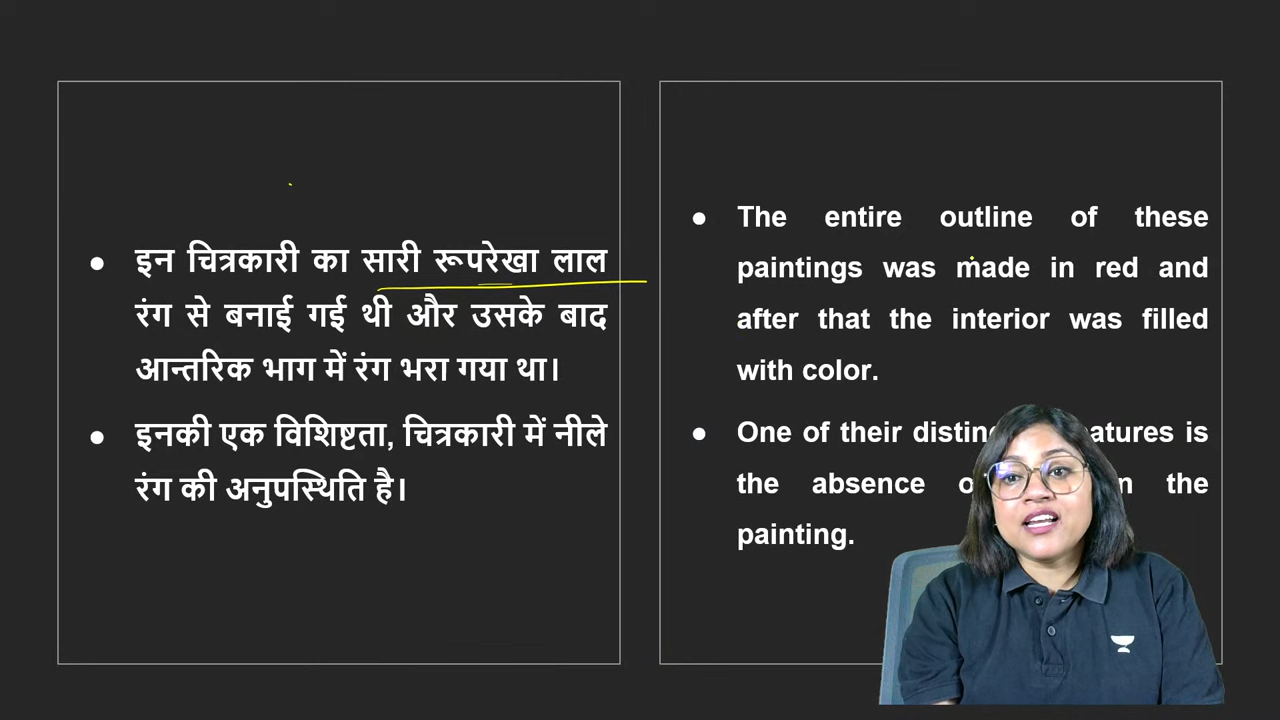 इन चित्रकारी का सारी रूपरेखा लाल
रंग से बनाई गई थी और उसके बाद
आन्तरिक भाग में रंग भरा गया था।
इनकी एक विशिष्टता, चित्रकारी में नीले
रंग की अनुपस्थिति है।
The entire outline of these
paintings was made in red and
after that the interior was filled
with color.
One of their features is
the absence the
painting.